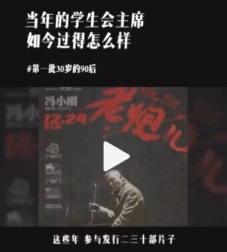 当年的学生会主席
如今过得怎么样
#第一批30岁的90后
冯小刚
老炮儿
12.24
这些年 参与发行二三十部片子